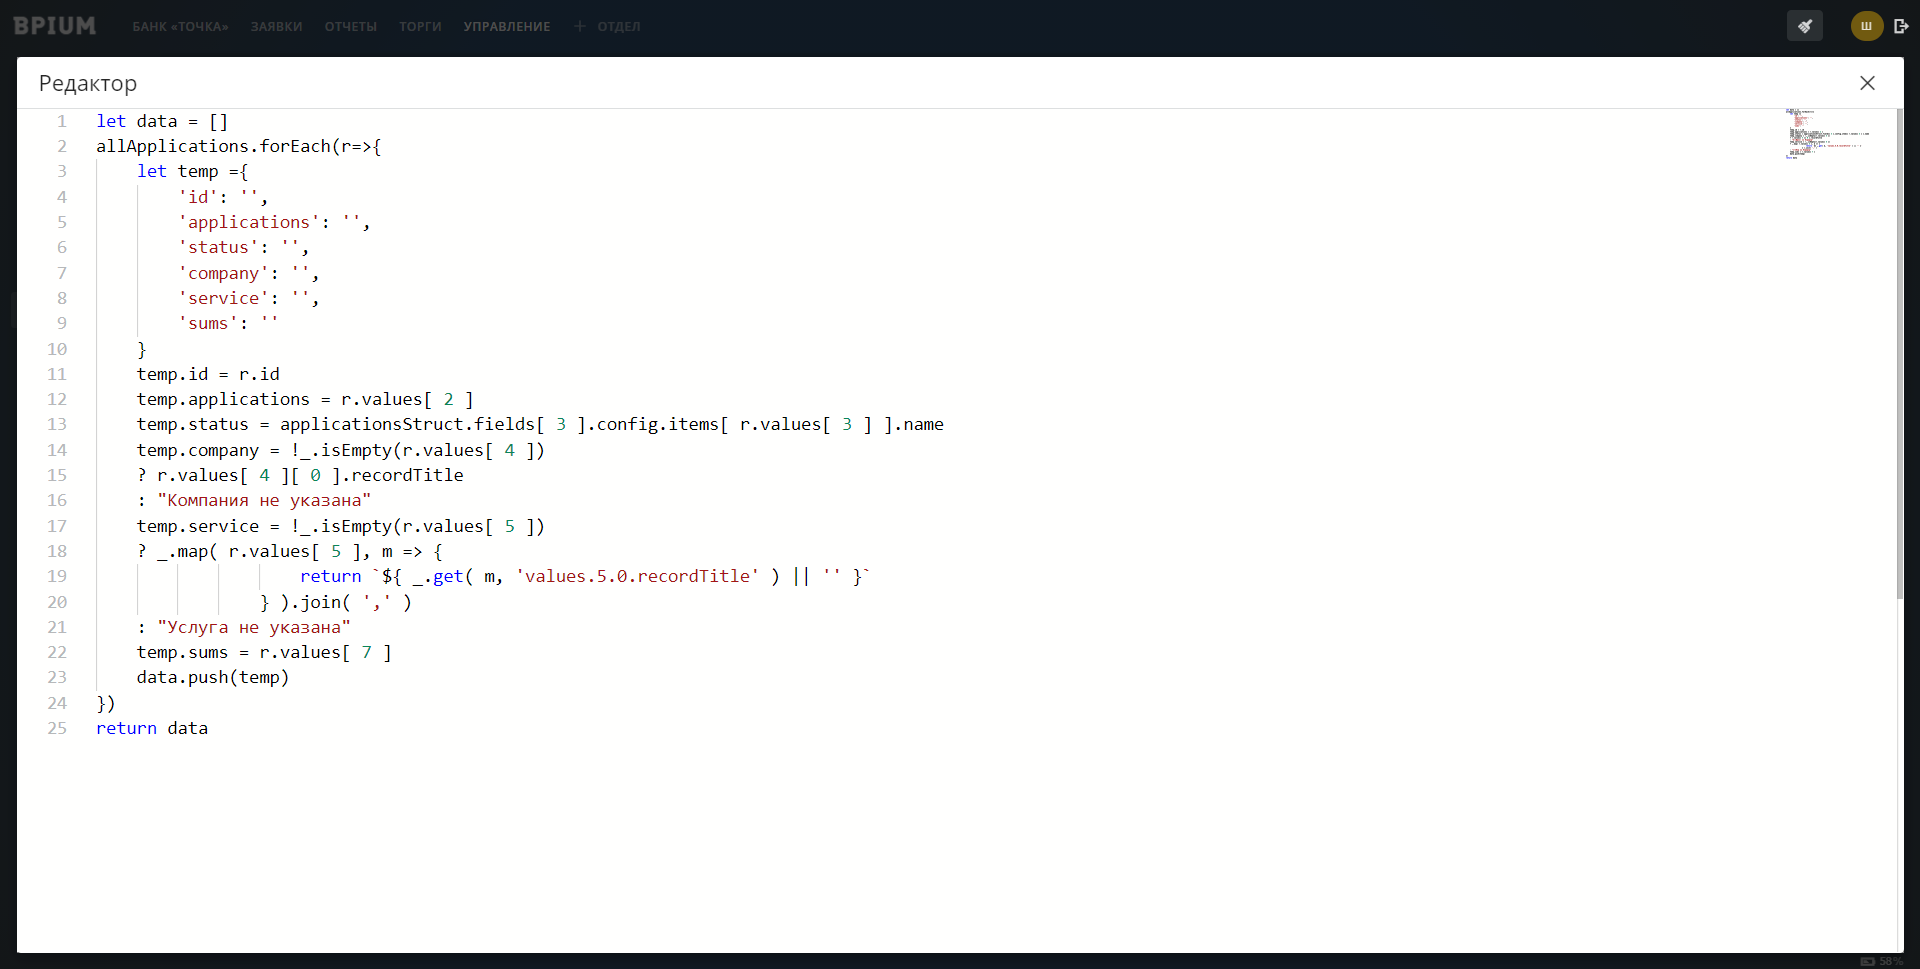 BPIUM БАНК «ТОЧКА» ЗАЯВКИ ОТЧЕТЫ ТОРГИ УПРАВЛЕНИЕ + ОТДЕЛ Ш
Редактор
1 let data = []
2 allApplications.forEach(r=>{
3     let temp ={
4         'id': '',
5         'applications': '',
6         'status': '',
7         'company': '',
8         'service': '',
9         'sums': ''
10     }
11     temp.id = r.id
12     temp.applications = r.values[ 2 ]
13     temp.status = applicationsStruct.fields[ 3 ].config.items[ r.values[ 3 ] ].name
14     temp.company = !_.isEmpty(r.values[ 4 ])
15     ? r.values[ 4 ][ 0 ].recordTitle
16     : "Компания не указана"
17     temp.service = !_.isEmpty(r.values[ 5 ])
18     ? _.map( r.values[ 5 ], m => {
19                     return `${ _.get( m, 'values.5.0.recordTitle' ) || '' }`
20                 } ).join( ',' )
21     : "Услуга не указана"
22     temp.sums = r.values[ 7 ]
23     data.push(temp)
24 })
25 return data
58%